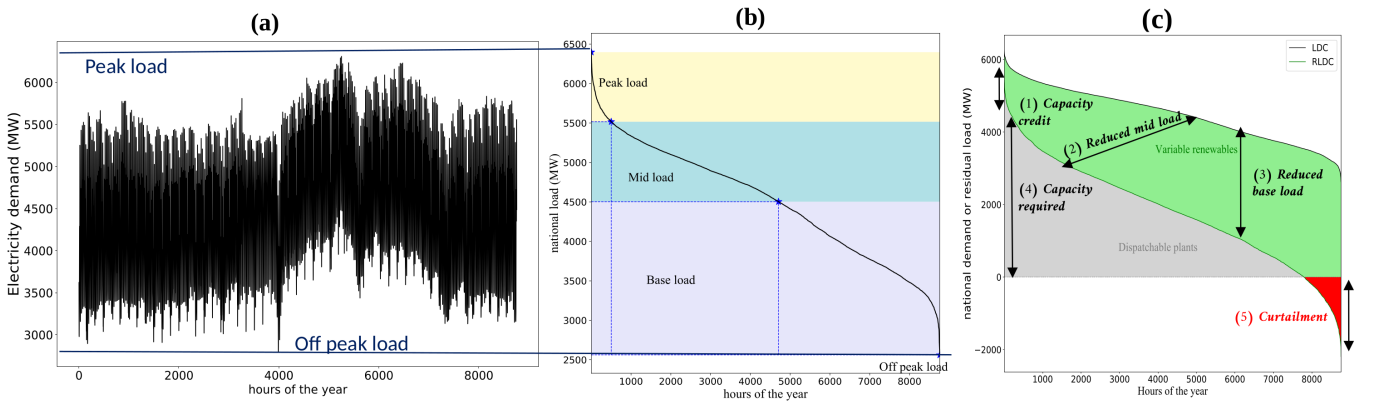 (a)
Peak load
Electricity demand (MW)
6000
5500
5000
4500
4000
3500
3000
Off peak load
0
2000
4000
6000
8000
hours of the year
(b)
national load (MW)
6500
6000
5500
5000
4500
4000
3500
3000
2500
Peak load
Mid load
Base load
Off peak load
1000
2000
3000
4000
5000
6000
7000
8000
hours of the year
(c)
national demand or residual load (MW)
6000
4000
2000
0
−2000
LDC
RLDC
(1) Capacity
credit
(2) Reduced mid load
Variable renewables
(3) Reduced
base load
(4) Capacity
required
Dispatchable plants
(5) Curtailment
1000
2000
3000
4000
5000
6000
7000
8000
Hours of the year